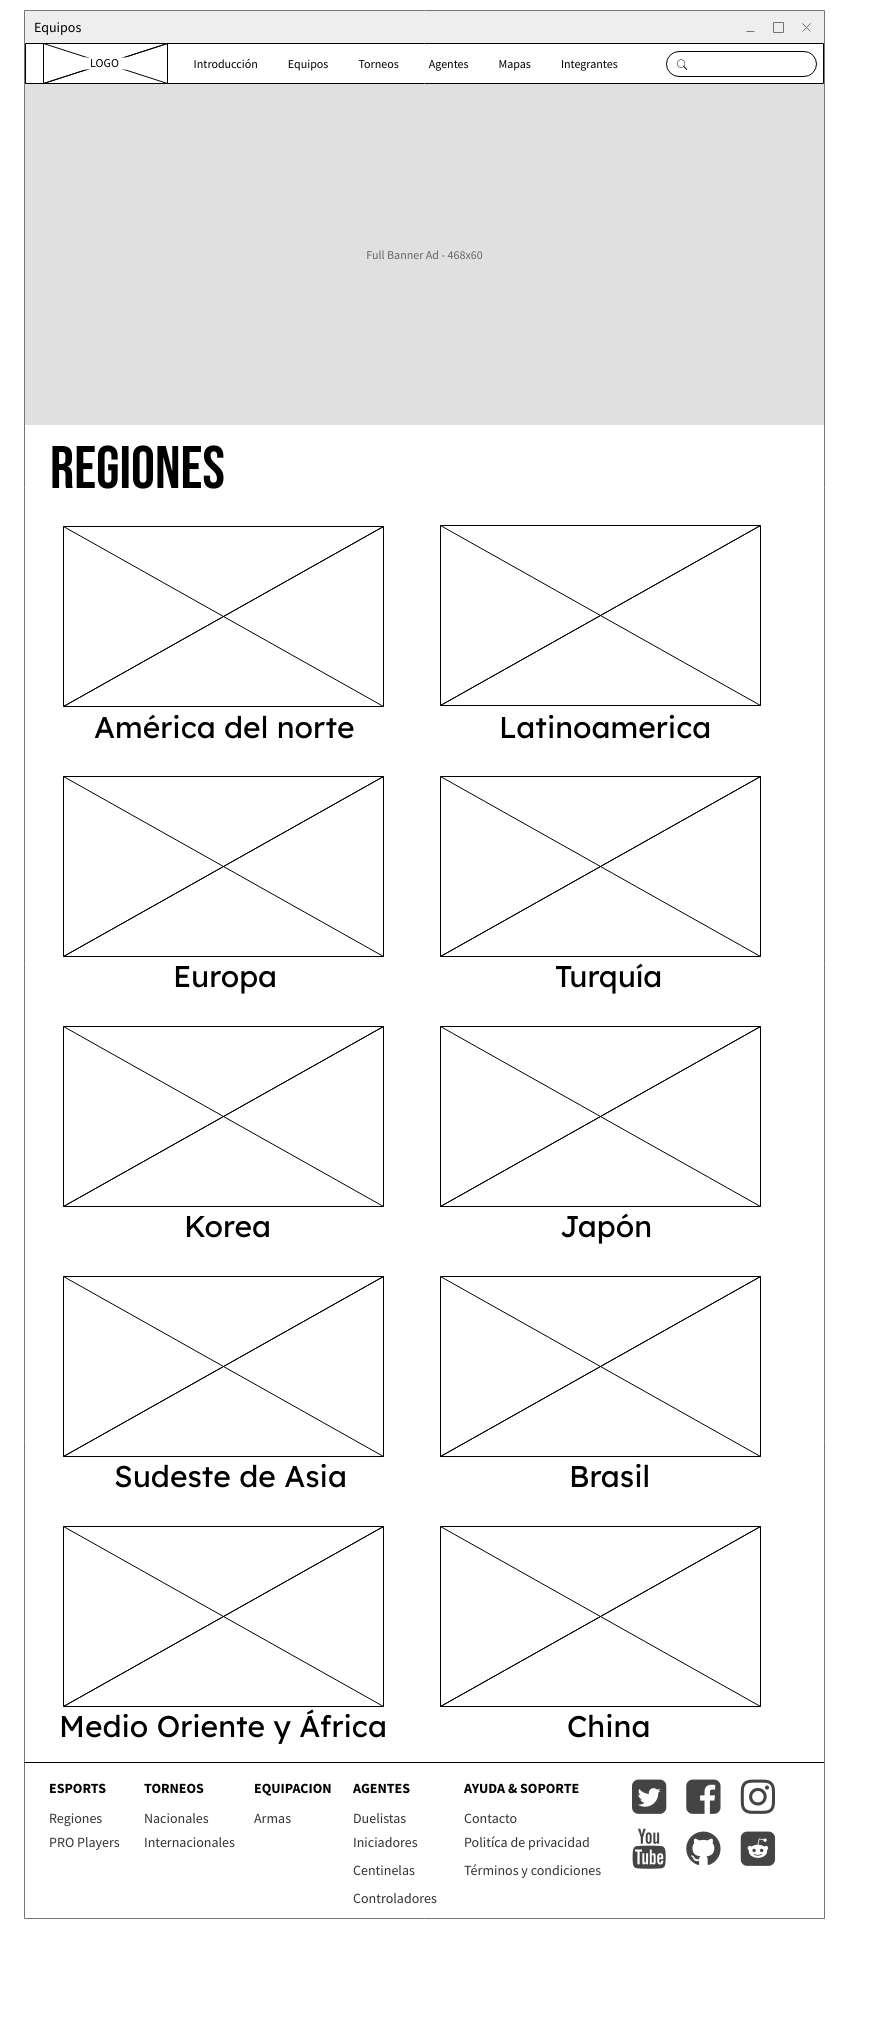 Equipos
LOGO Introducción Equipos Torneos Agentes Mapas Integrantes
Full Banner Ad - 468x60
REGIONES
América del norte Latinoamerica
Europa Turquía
Korea Japón
Sudeste de Asia Brasil
Medio Oriente y África China
ESPORTS TORNEOS EQUIPACION AGENTES AYUDA & SOPORTE
Regiones Nacionales Armas Duelistas Contacto
PRO Players Internacionales Iniciadores Politíca de privacidad
Centinelas Términos y condiciones
Controladores
You
Tube